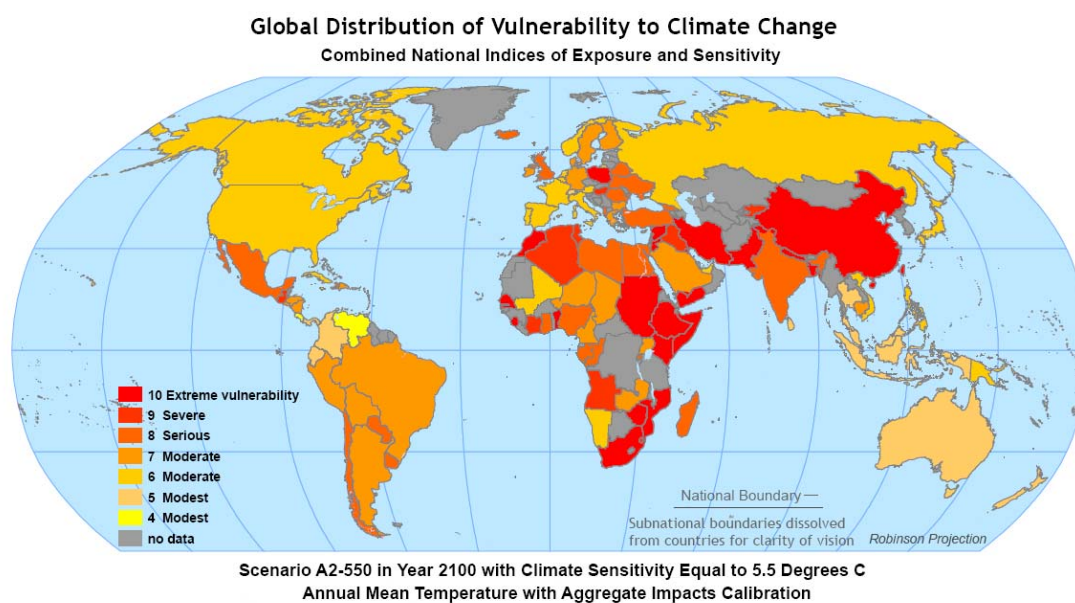 Global Distribution of Vulnerability to Climate Change
Combined National Indices of Exposure and Sensitivity
10 Extreme vulnerability
9 Severe
8 Serious
7 Moderate
6 Moderate
5 Modest
4 Modest
no data
National Boundary —
Subnational boundaries dissolved
from countries for clarity of vision
Robinson Projection
Scenario A2-550 in Year 2100 with Climate Sensitivity Equal to 5.5 Degrees C
Annual Mean Temperature with Aggregate Impacts Calibration